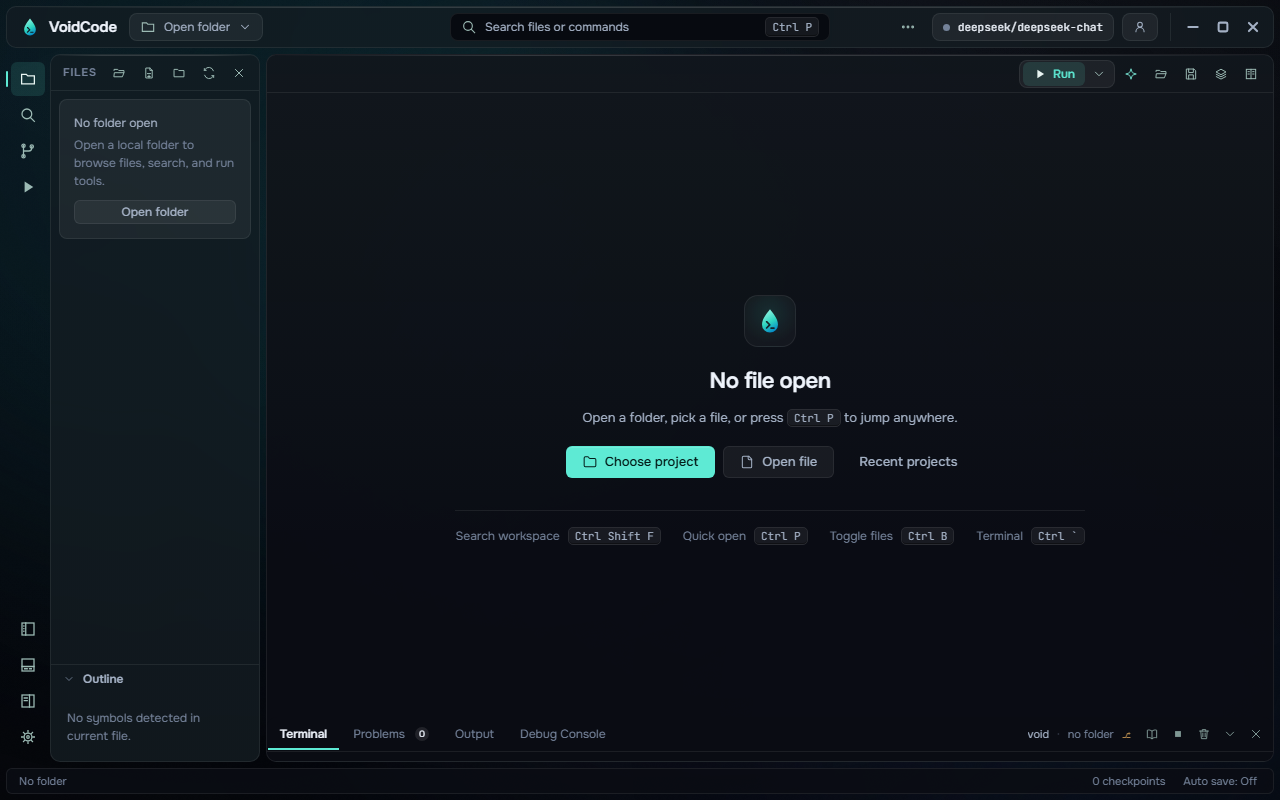 VoidCode
Open folder
Search files or commands
Ctrl P
deepseek/deepseek-chat
FILES
Run
No folder open
Open a local folder to
browse files, search, and run
tools.
Open folder
No file open
Open a folder, pick a file, or press Ctrl P to jump anywhere.
Choose project
Open file
Recent projects
Search workspace Ctrl Shift F
Quick open Ctrl P
Toggle files Ctrl B
Terminal Ctrl `
Outline
No symbols detected in
current file.
Terminal
Problems 0
Output
Debug Console
void · no folder
No folder
0 checkpoints
Auto save: Off